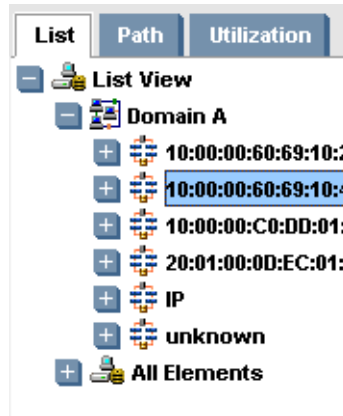 List Path Utilization
List View
Domain A
10:00:00:60:69:10:2
10:00:00:60:69:10:4
10:00:00:C0:DD:01:
20:01:00:0D:EC:01:
IP
unknown
All Elements